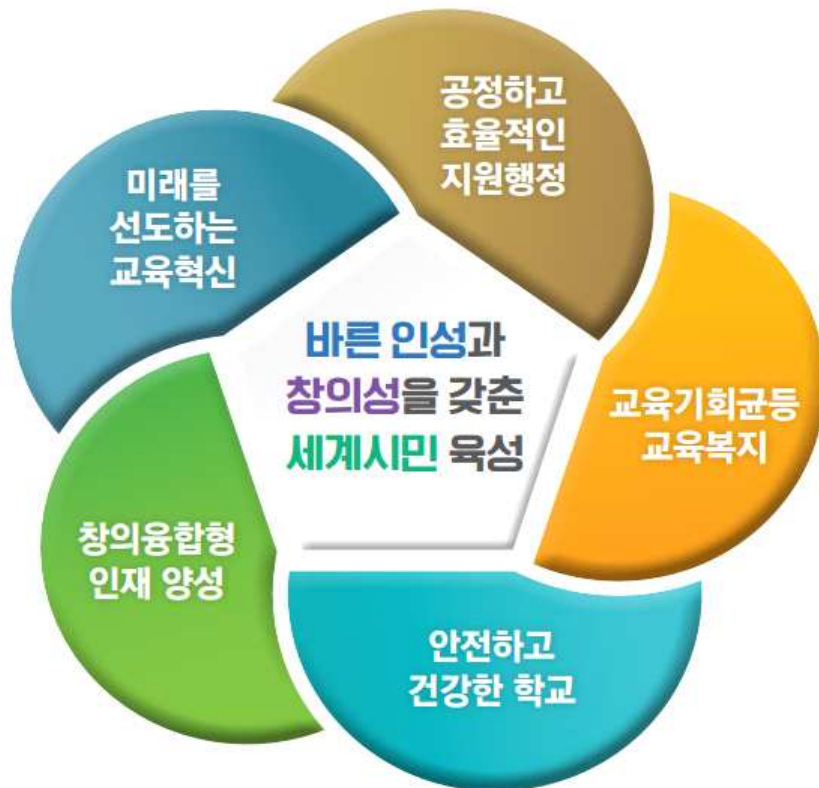 공정하고
효율적인
지원행정
미래를
선도하는
교육혁신
바른 인성과
창의성을 갖춘
세계시민 육성
교육기회균등
교육복지
창의융합형
인재 양성
안전하고
건강한 학교